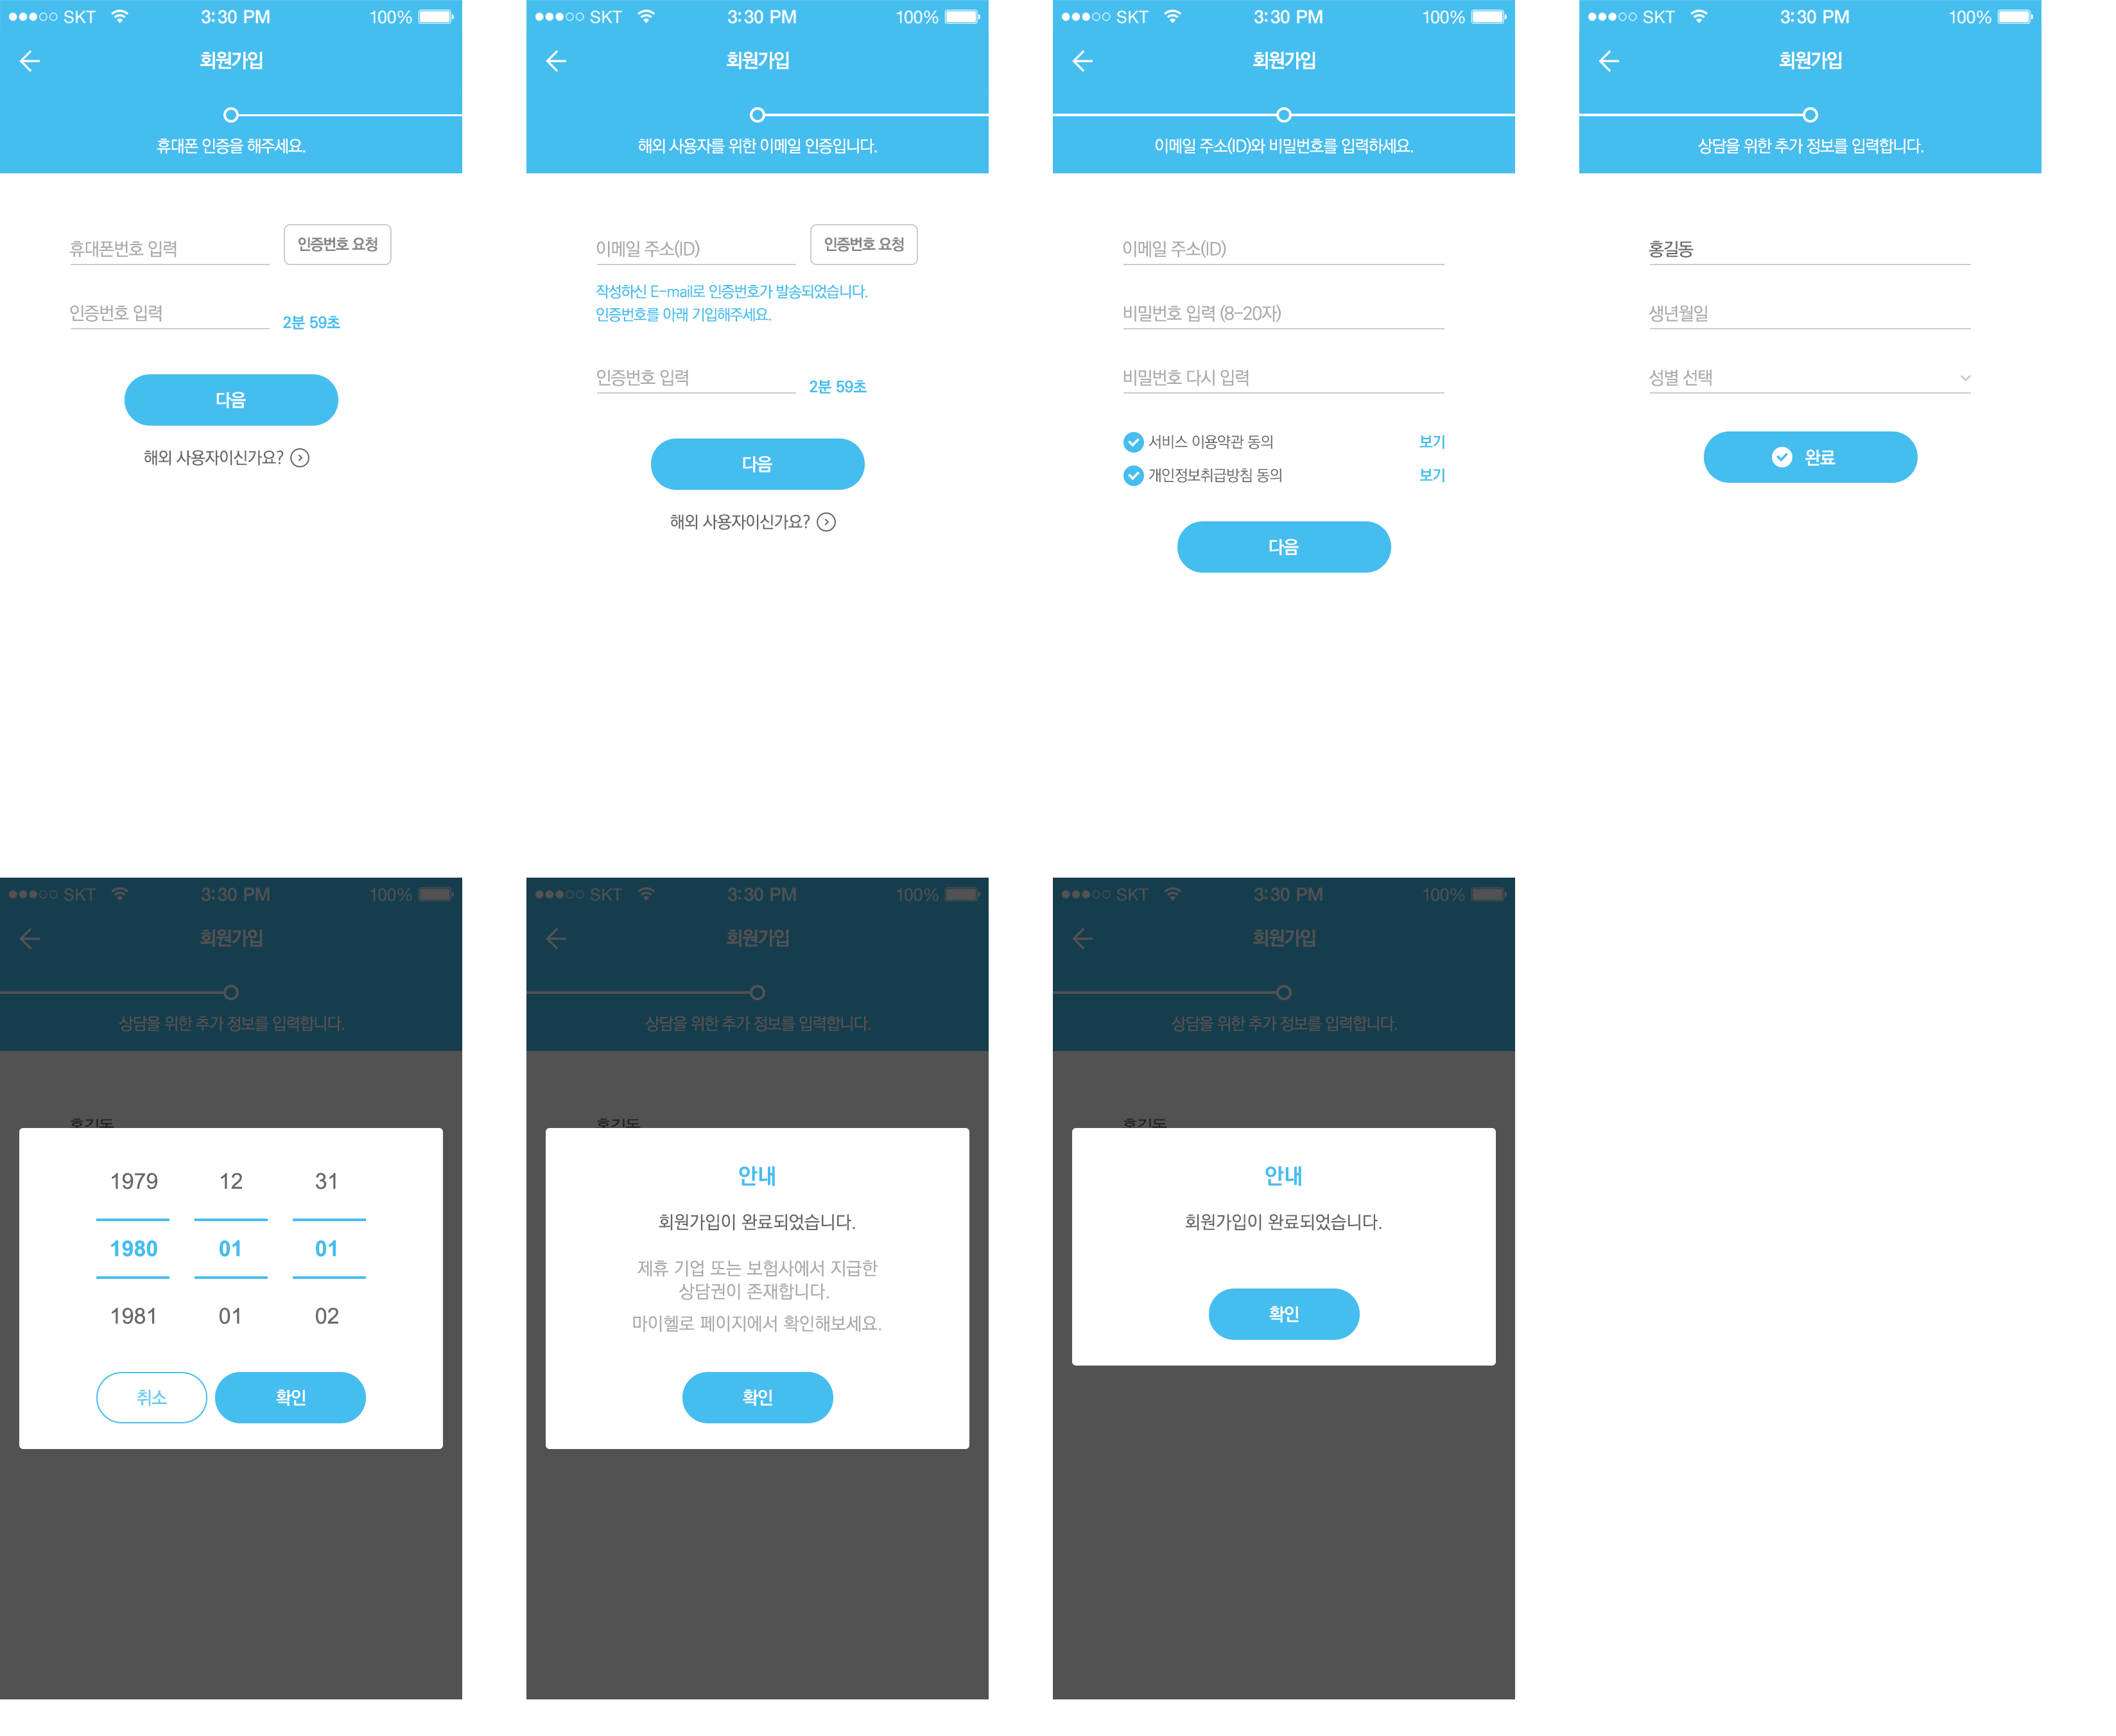 SKT 3:30 PM 100%
회원가입
휴대폰 인증을 해주세요.
휴대폰번호 입력
인증번호 요청
인증번호 입력
2분 59초
다음
해외 사용자이신가요?
SKT 3:30 PM 100%
회원가입
해외 사용자를 위한 이메일 인증입니다.
이메일 주소(ID)
인증번호 요청
작성하신 E-mail로 인증번호가 발송되었습니다.
인증번호를 아래 기입해주세요.
인증번호 입력
2분 59초
다음
해외 사용자이신가요?
SKT 3:30 PM 100%
회원가입
이메일 주소(ID)와 비밀번호를 입력하세요.
이메일 주소(ID)
비밀번호 입력 (8-20자)
비밀번호 다시 입력
서비스 이용약관 동의 보기
개인정보취급방침 동의 보기
다음
SKT 3:30 PM 100%
회원가입
상담을 위한 추가 정보를 입력합니다.
홍길동
생년월일
성별 선택
완료
SKT 3:30 PM 100%
회원가입
상담을 위한 추가 정보를 입력합니다.
홍길동
1979 12 31
1980 01 01
1981 01 02
취소 확인
SKT 3:30 PM 100%
회원가입
상담을 위한 추가 정보를 입력합니다.
홍길동
안내
회원가입이 완료되었습니다.
제휴 기업 또는 보험사에서 지급한
상담권이 존재합니다.
마이헬로 페이지에서 확인해보세요.
확인
SKT 3:30 PM 100%
회원가입
상담을 위한 추가 정보를 입력합니다.
홍길동
안내
회원가입이 완료되었습니다.
확인